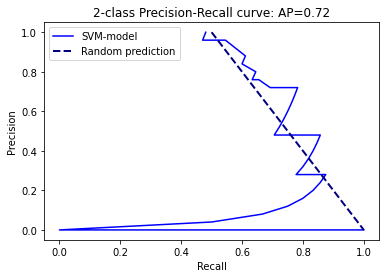 2-class Precision-Recall curve: AP=0.72
SVM-model
Random prediction
Precision
1.0
0.8
0.6
0.4
0.2
0.0
0.0 0.2 0.4 0.6 0.8 1.0
Recall